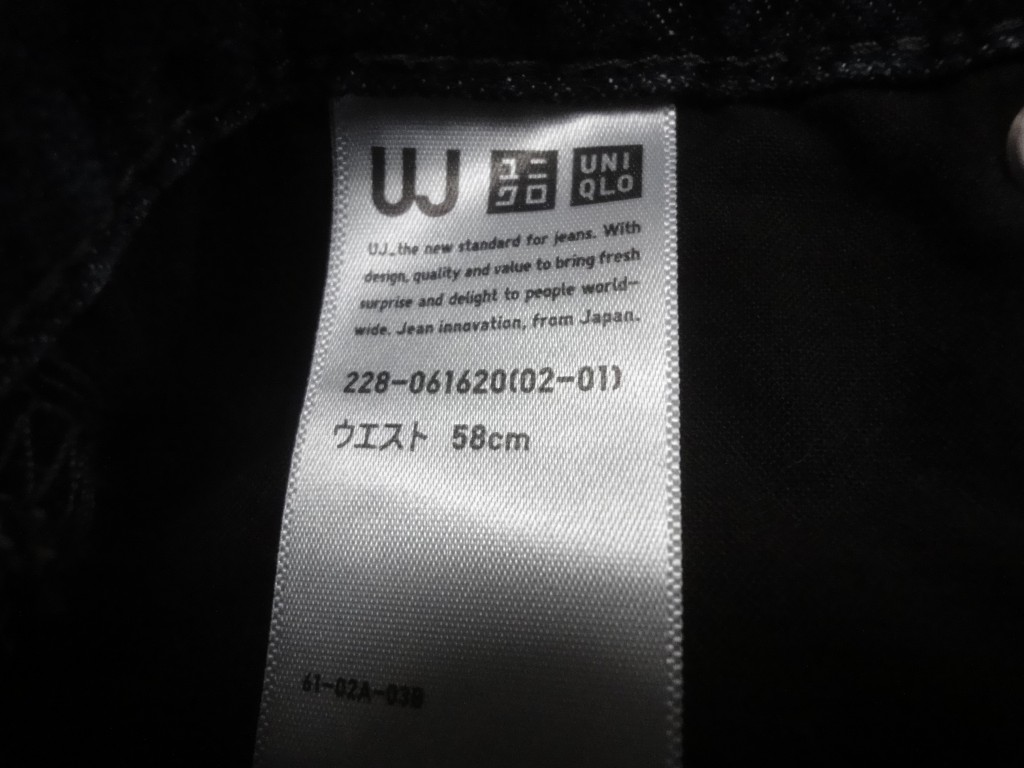 UJ ユニクロ UNIQLO
UJ_the new standard for jeans. With
design, quality and value to bring fresh
surprise and delight to people world-
wide. Jean innovation, from Japan.
228-061620(02-01)
ウエスト 58cm
61-02A-03B